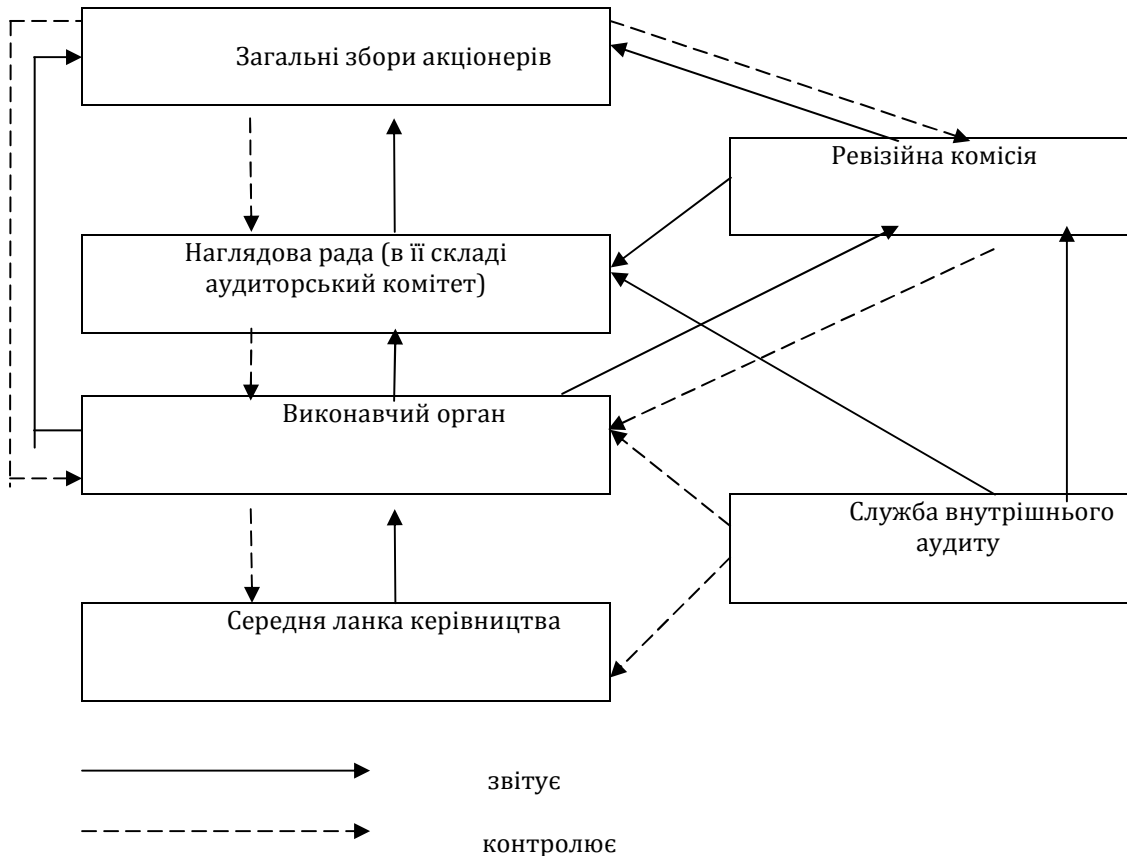 Загальні збори акціонерів
Ревізійна комісія
Наглядова рада (в її складі
аудиторський комітет)
Виконавчий орган
Служба внутрішнього
аудиту
Середня ланка керівництва
звітує
контролює